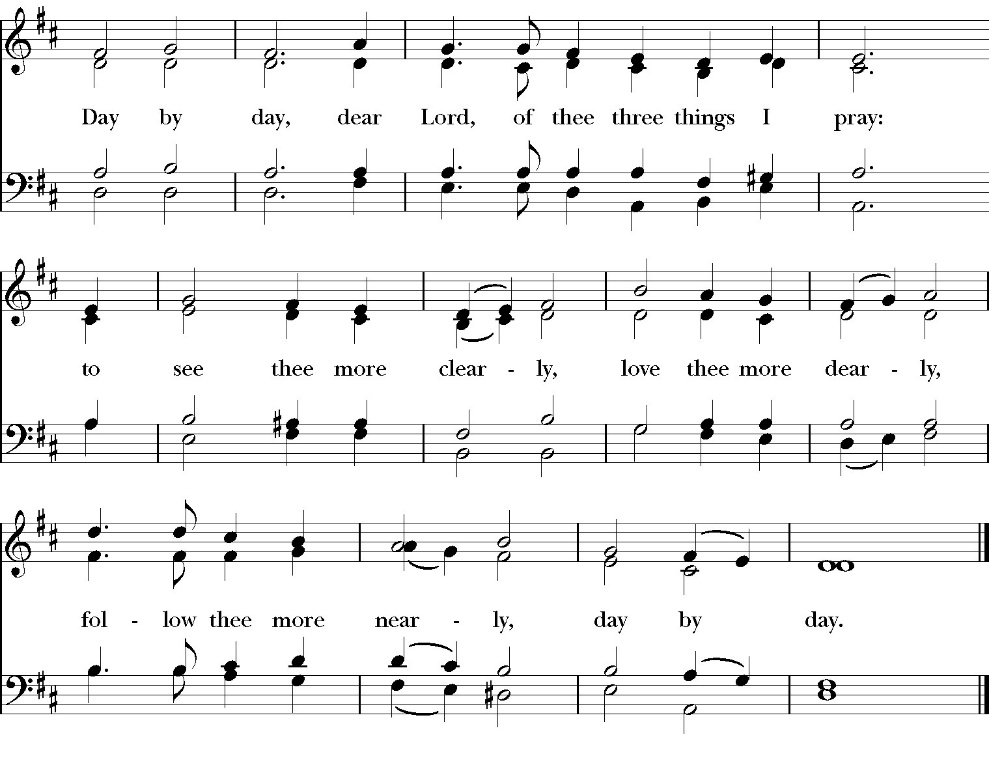 Day by day, dear Lord, of thee three things I pray:
to see thee more clear - ly, love thee more dear - ly,
fol - low thee more near - ly, day by day.